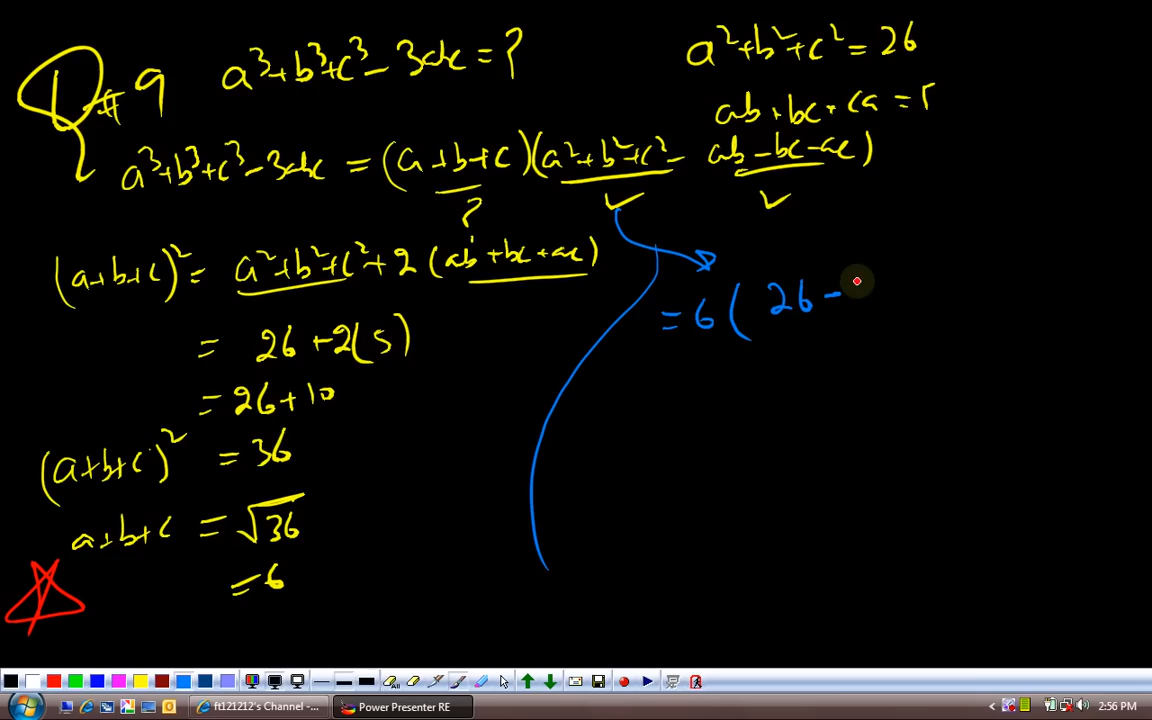 Q#9 a³+b³+c³-3abc=? a²+b²+c²=26
ab+bc+ca=5
a³+b³+c³-3abc = (a+b+c)(a²+b²+c²-ab-bc-ac)
?
(a+b+c)² = a²+b²+c²+2(ab+bc+ac)
= 6(26-
= 26+2(5)
= 26+10
(a+b+c)² = 36
a+b+c = √36
=6
All
ft121212's Channel -...
Power Presenter RE
2:56 PM